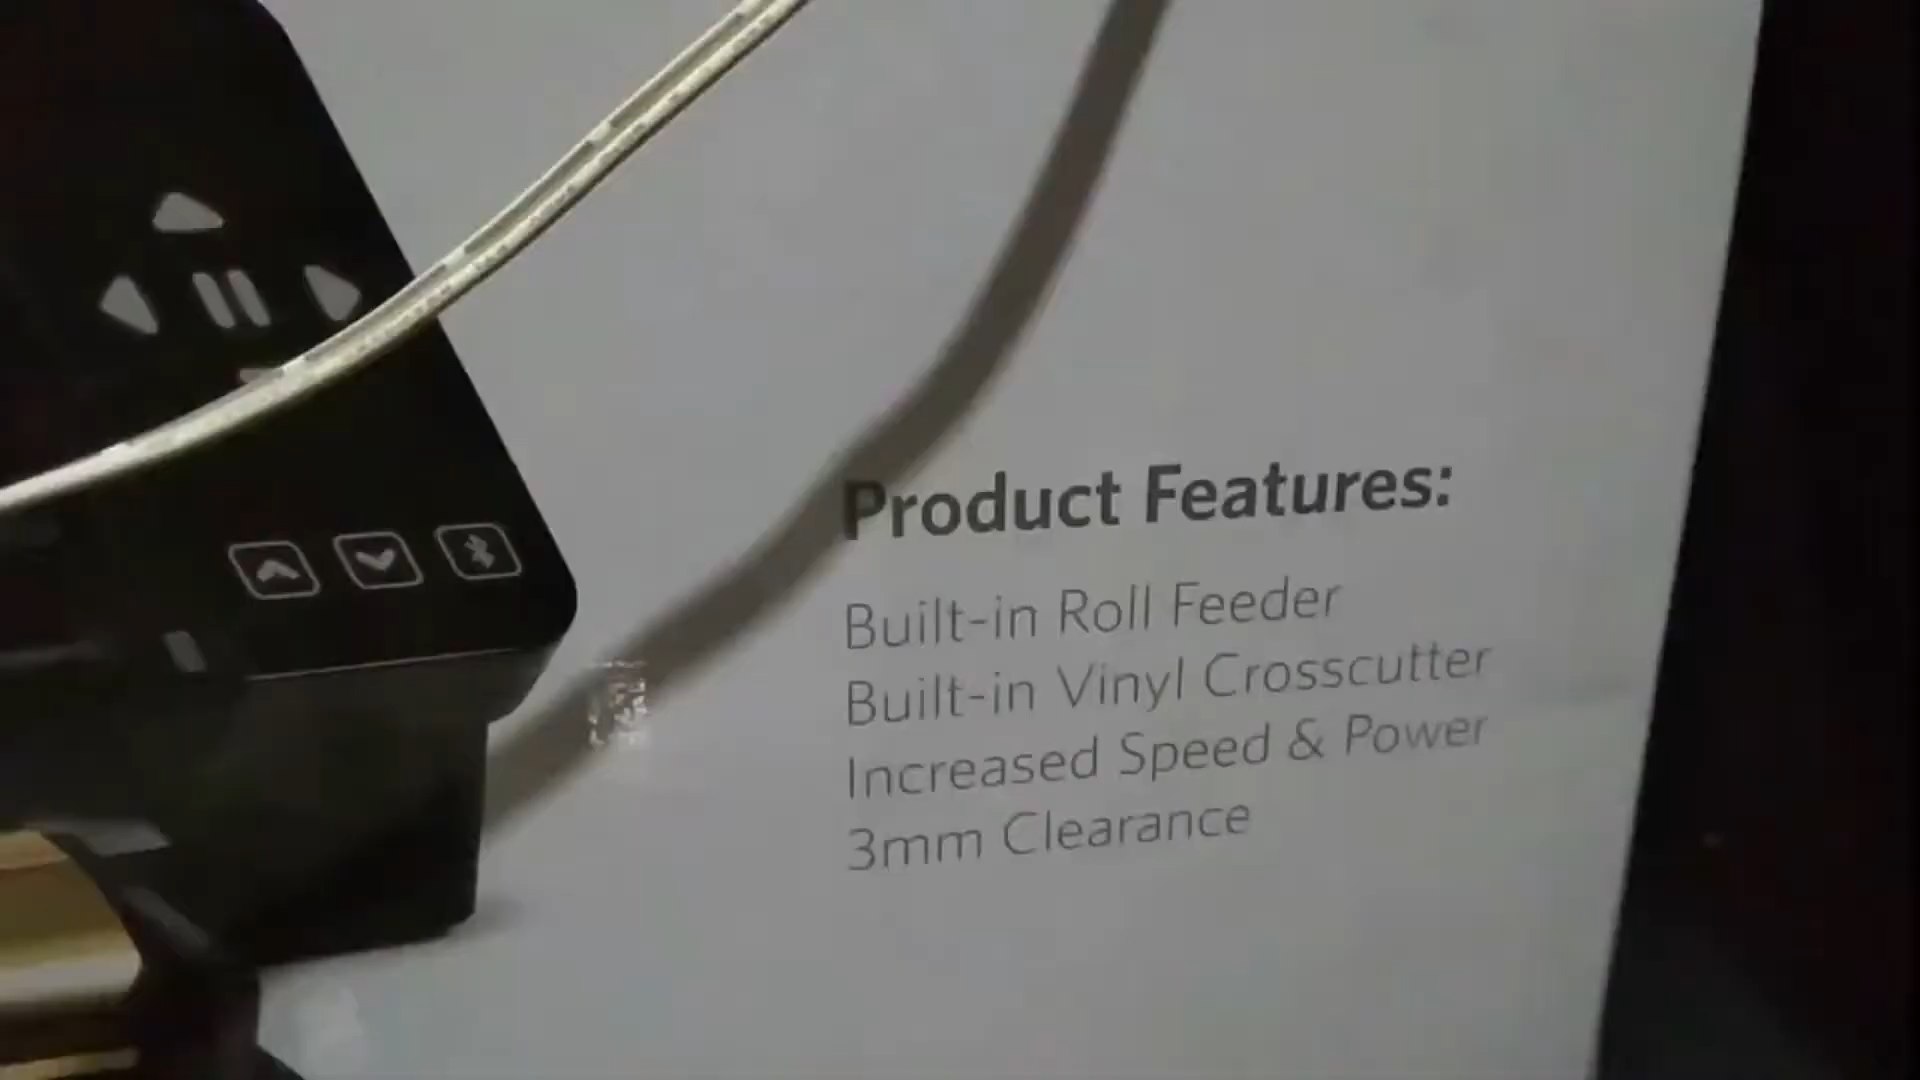 Product Features:
Built-in Roll Feeder
Built-in Vinyl Crosscutter
Increased Speed & Power
3mm Clearance